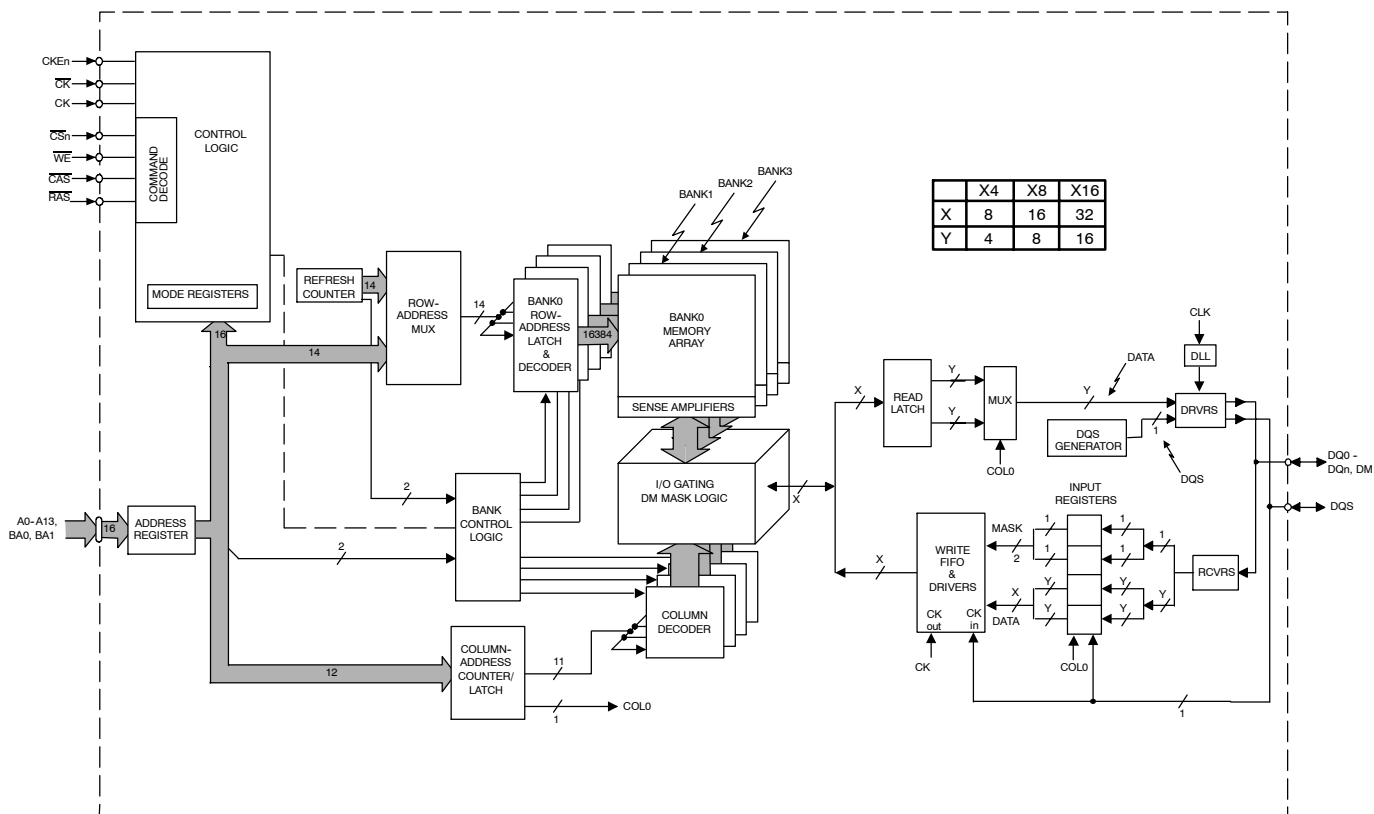 CKEn
CK
CK
CSn
WE
CAS
RAS
CONTROL
LOGIC
COMMAND
DECODE
MODE REGISTERS
BANK3
BANK2
BANK1
X4 X8 X16
X 8 16 32
Y 4 8 16
REFRESH
COUNTER
14
ROW-
ADDRESS
MUX
14
BANK0
ROW-
ADDRESS
LATCH
&
DECODER
16384
BANK0
MEMORY
ARRAY
SENSE AMPLIFIERS
16
14
CLK
DLL
DATA
X
READ
LATCH
Y
Y
MUX
COL0
Y
DRVRS
DQS
GENERATOR
1
DQS
DQ0 -
DQn, DM
DQS
I/O GATING
DM MASK LOGIC
X
2
BANK
CONTROL
LOGIC
2
A0-A13,
BA0, BA1
16
ADDRESS
REGISTER
INPUT
REGISTERS
X
WRITE
FIFO
&
DRIVERS
CK
out
CK
in
CK
MASK
2
X
DATA
1
1
Y
Y
1
1
Y
Y
1
Y
RCVRS
COL0
1
COLUMN
DECODER
12
COLUMN-
ADDRESS
COUNTER/
LATCH
11
1
COL0